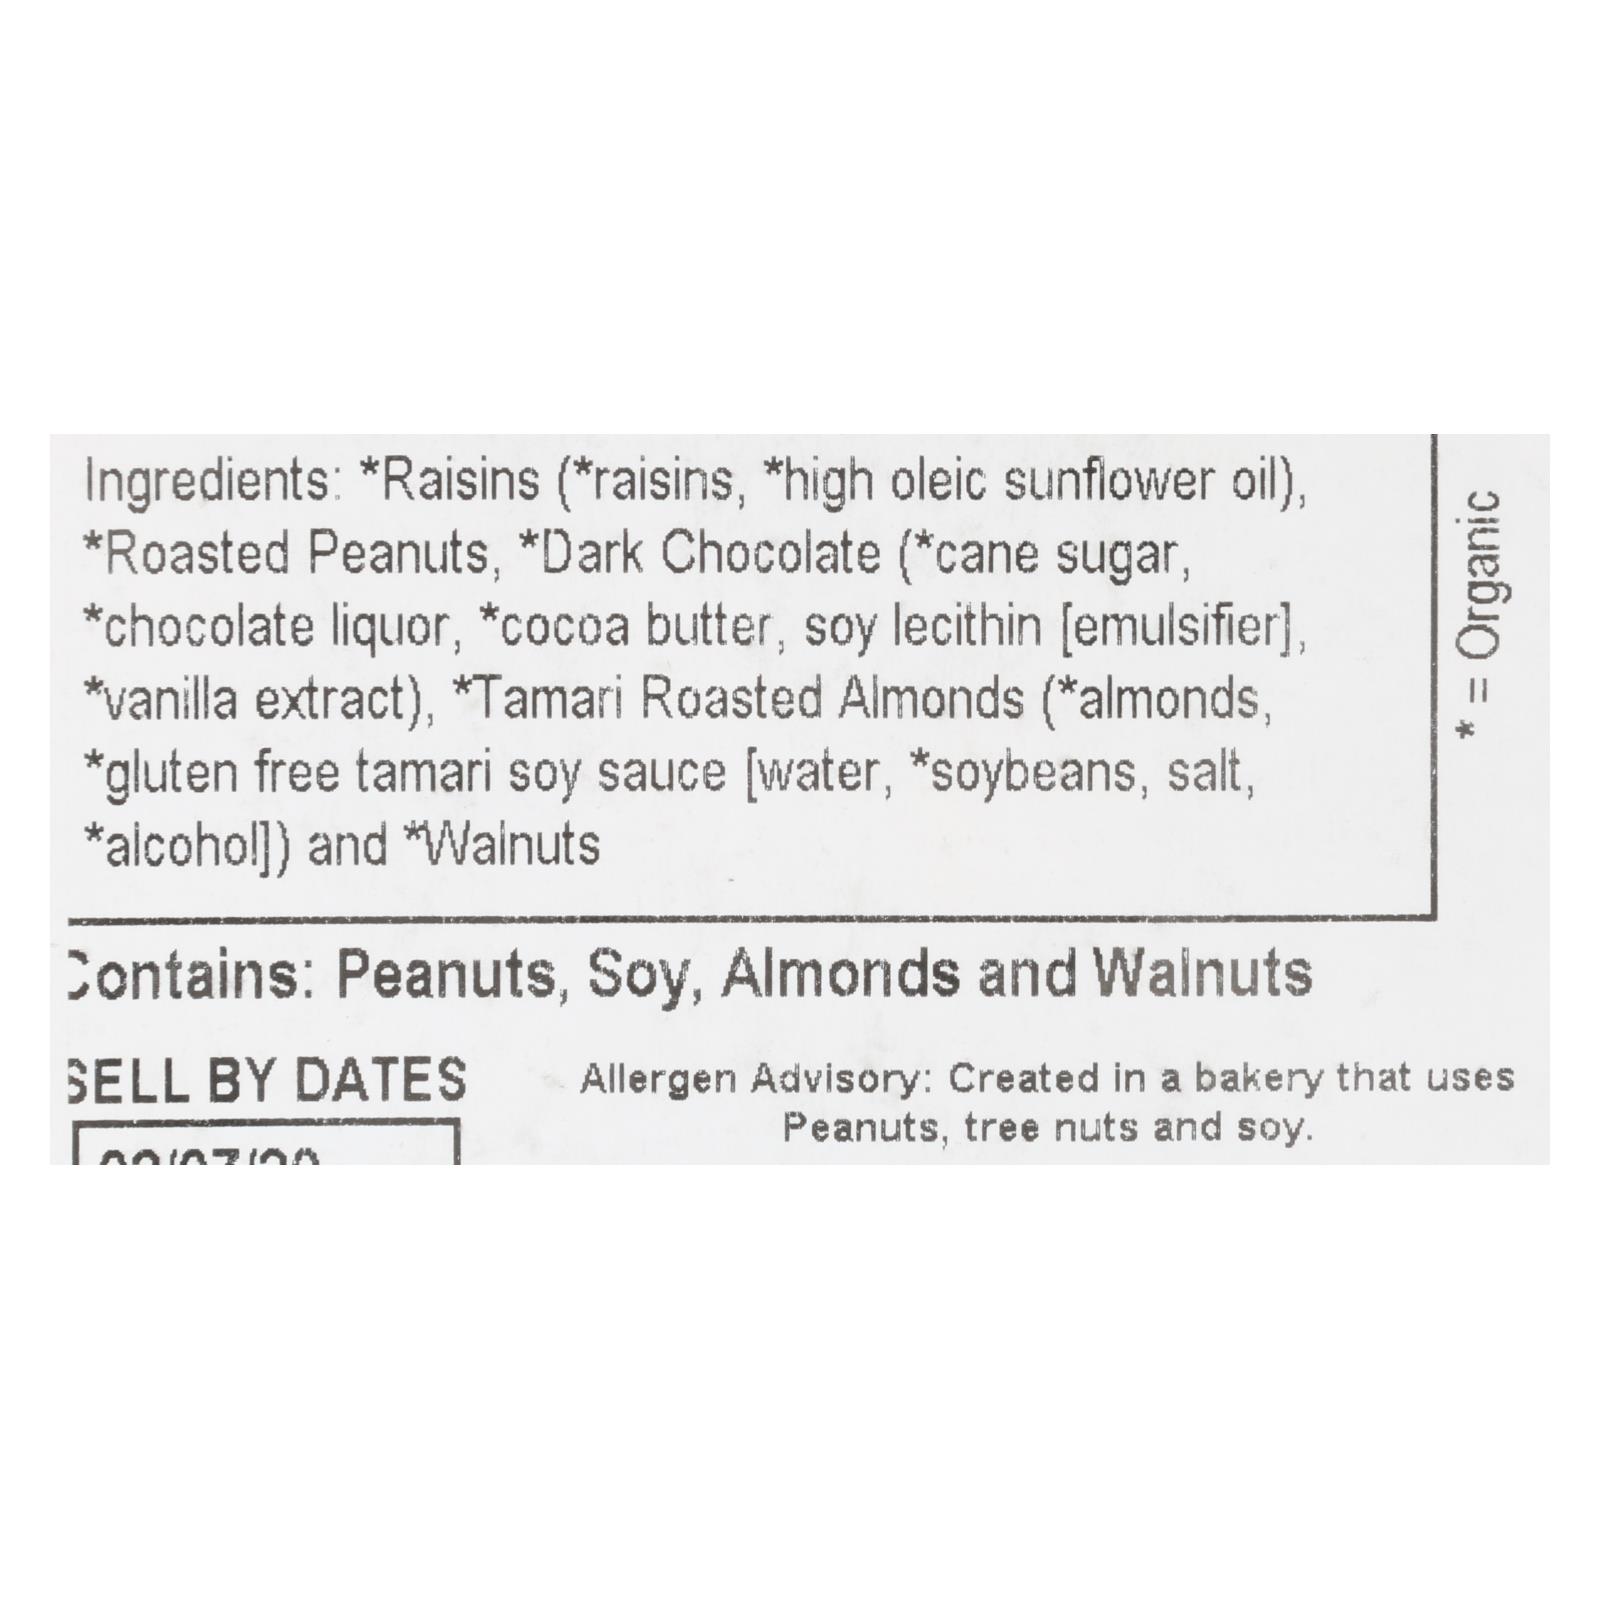 Ingredients: *Raisins (*raisins, *high oleic sunflower oil),
*Roasted Peanuts, *Dark Chocolate (*cane sugar,
*chocolate liquor, *cocoa butter, soy lecithin [emulsifier],
*vanilla extract), *Tamari Roasted Almonds (*almonds,
*gluten free tamari soy sauce [water, *soybeans, salt,
*alcohol]) and *Walnuts
* = Organic
Contains: Peanuts, Soy, Almonds and Walnuts
SELL BY DATES
Allergen Advisory: Created in a bakery that uses
Peanuts, tree nuts and soy.